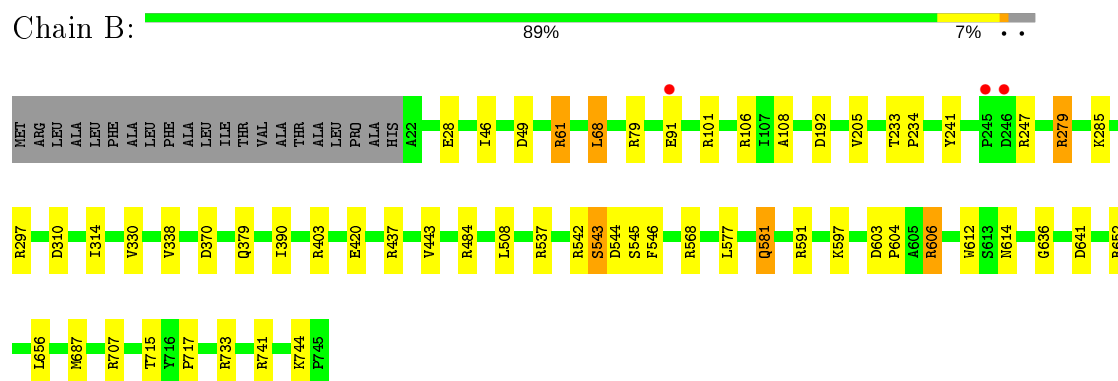 Chain B:
89% 7% • •
MET ARG LEU ALA LEU PHE ALA LEU PHE ALA LEU ILE THR VAL ALA THR ALA LEU PRO ALA HIS A22 E28 I46 D49 R61 L68 R79 E91 R101 R106 I107 A108 D192 V205 T233 P234 Y241 P245 D246 R247 R279 K285
R297 D310 I314 V330 V338 D370 Q379 I390 R403 E420 R437 V443 R484 L508 R537 R542 S543 D544 S545 F546 R568 L577 Q581 R591 K597 D603 P604 A605 R606 W612 S613 N614 G636 D641 R652
L656 M687 R707 T715 Y716 P717 R733 R741 K744 P745